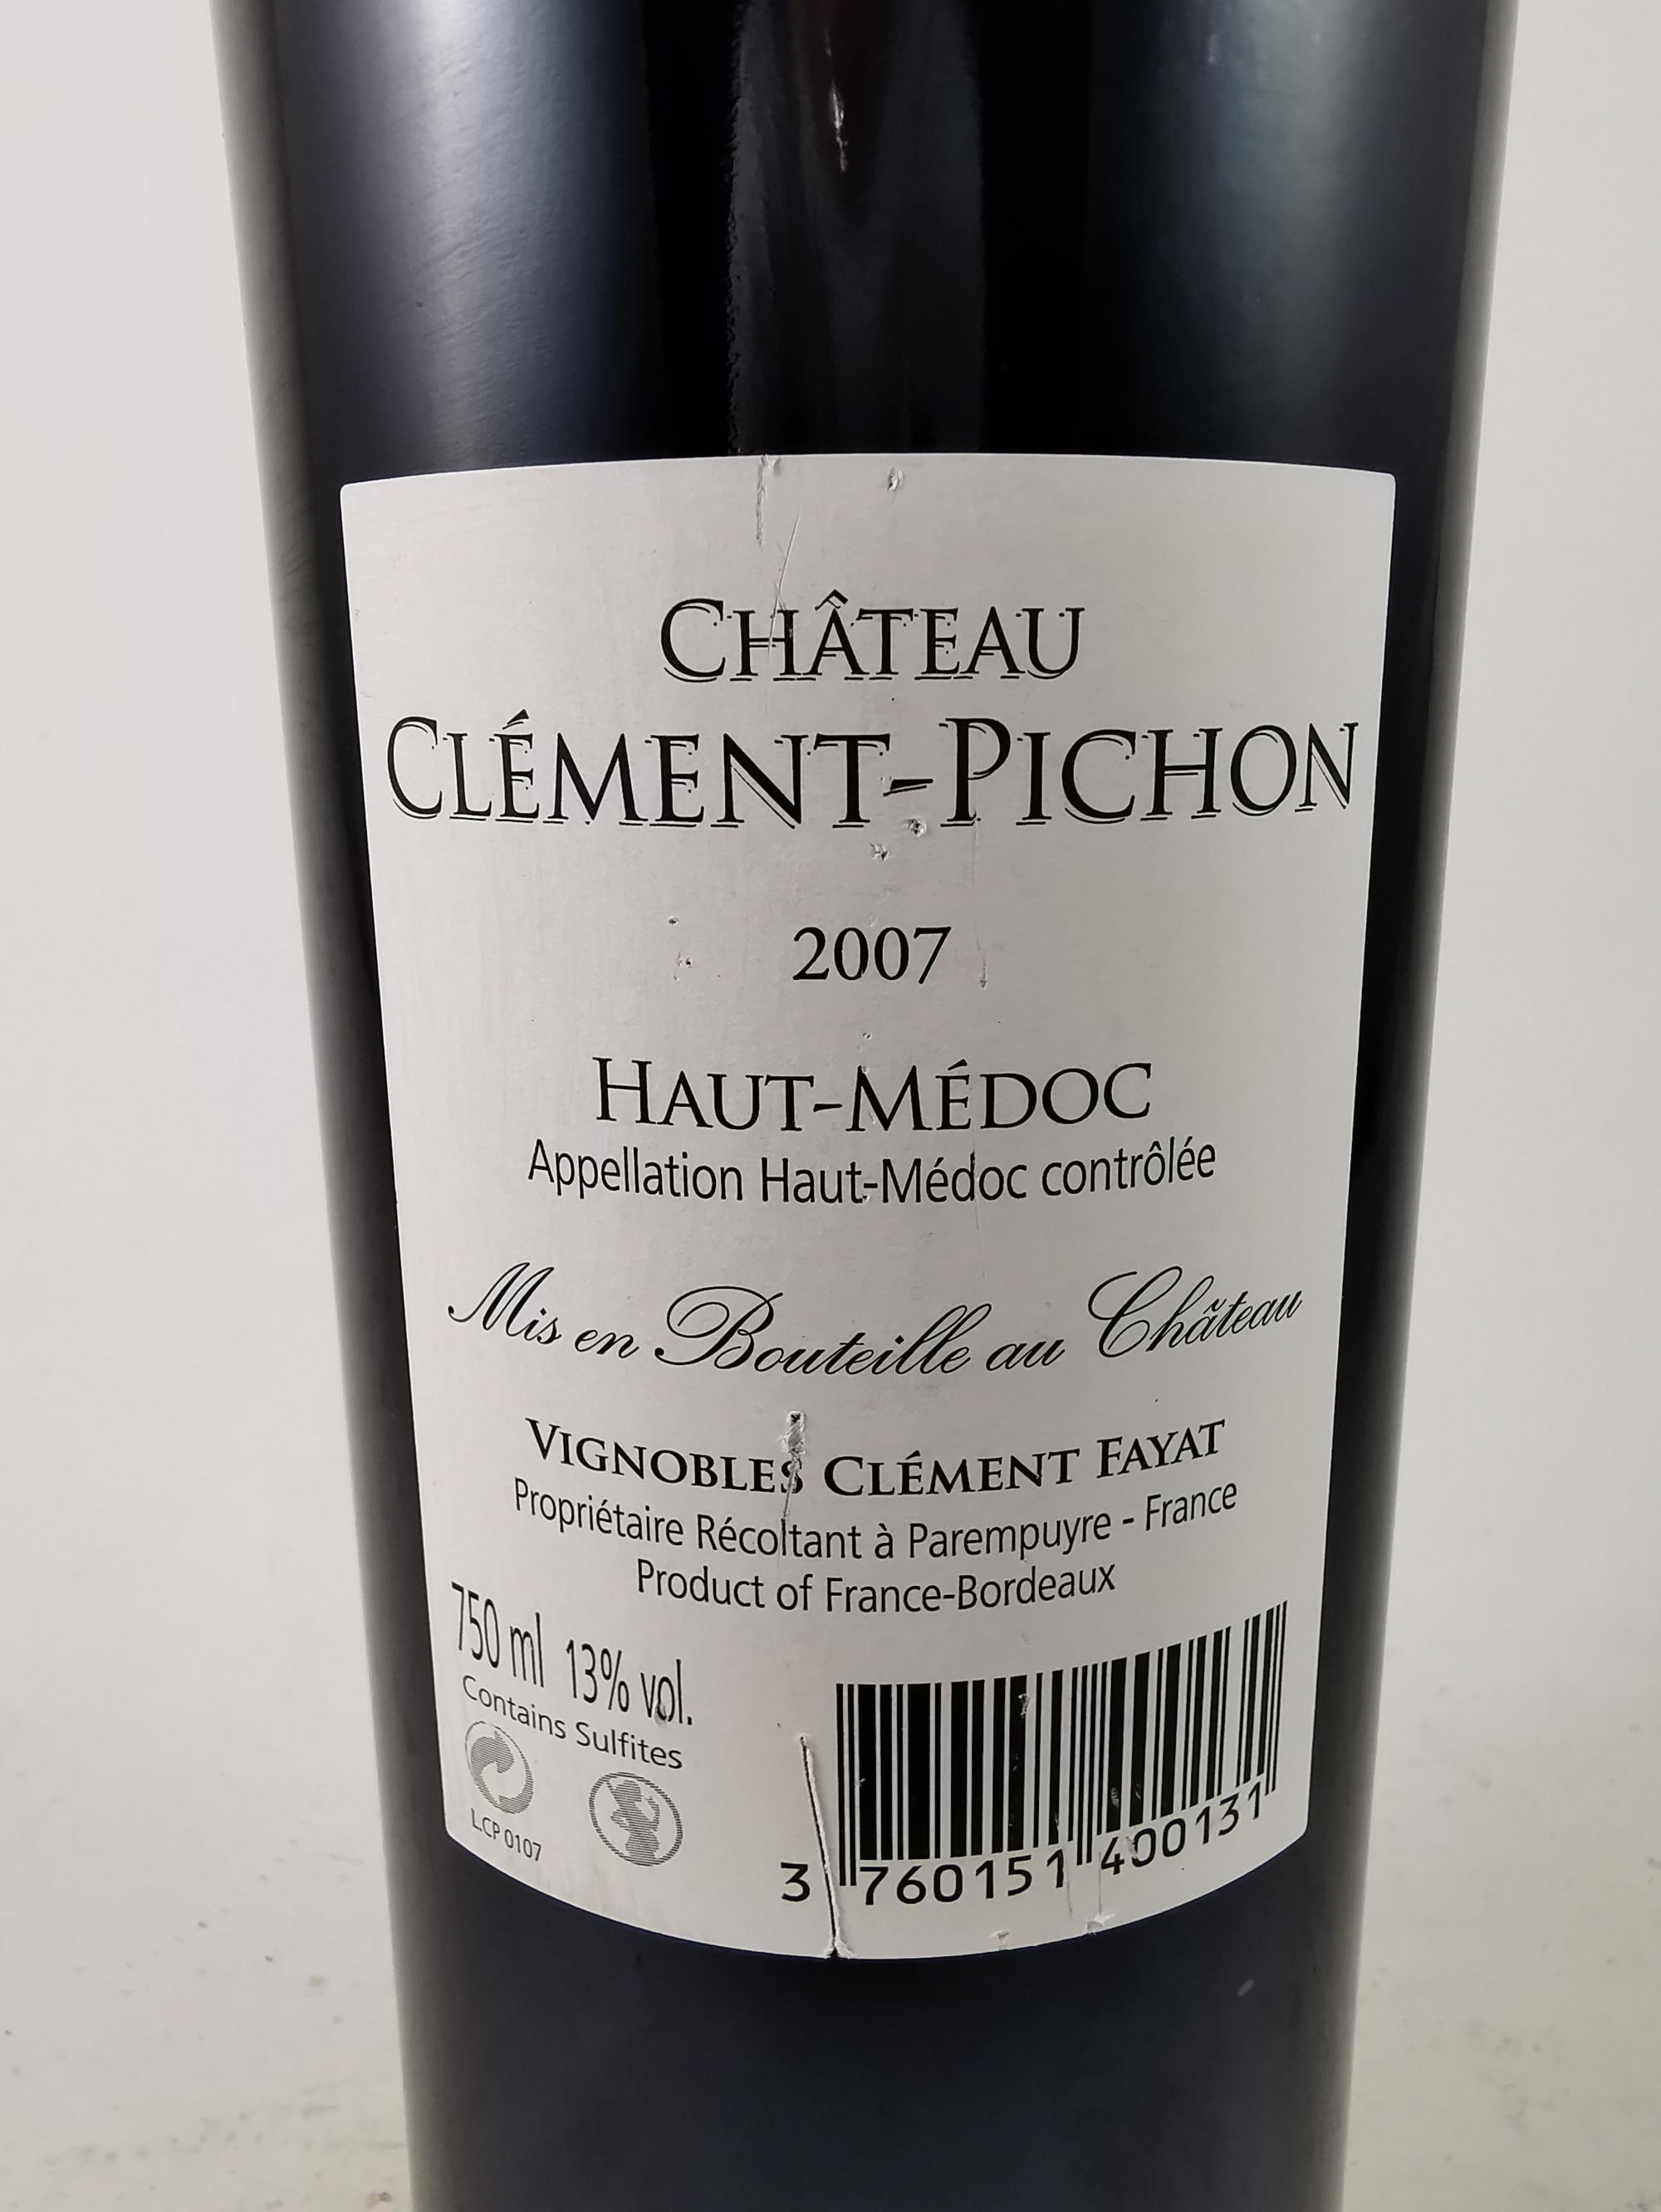 CHÂTEAU
CLÉMENT-PICHON
2007
HAUT-MÉDOC
Appellation Haut-Médoc contrôlée
Mis en Bouteille au Château
VIGNOBLES CLÉMENT FAYAT
Propriétaire Récoltant à Parempuyre - France
Product of France-Bordeaux
750 ml 13% vol.
Contains Sulfites
LCP 0107
3 760151 400131